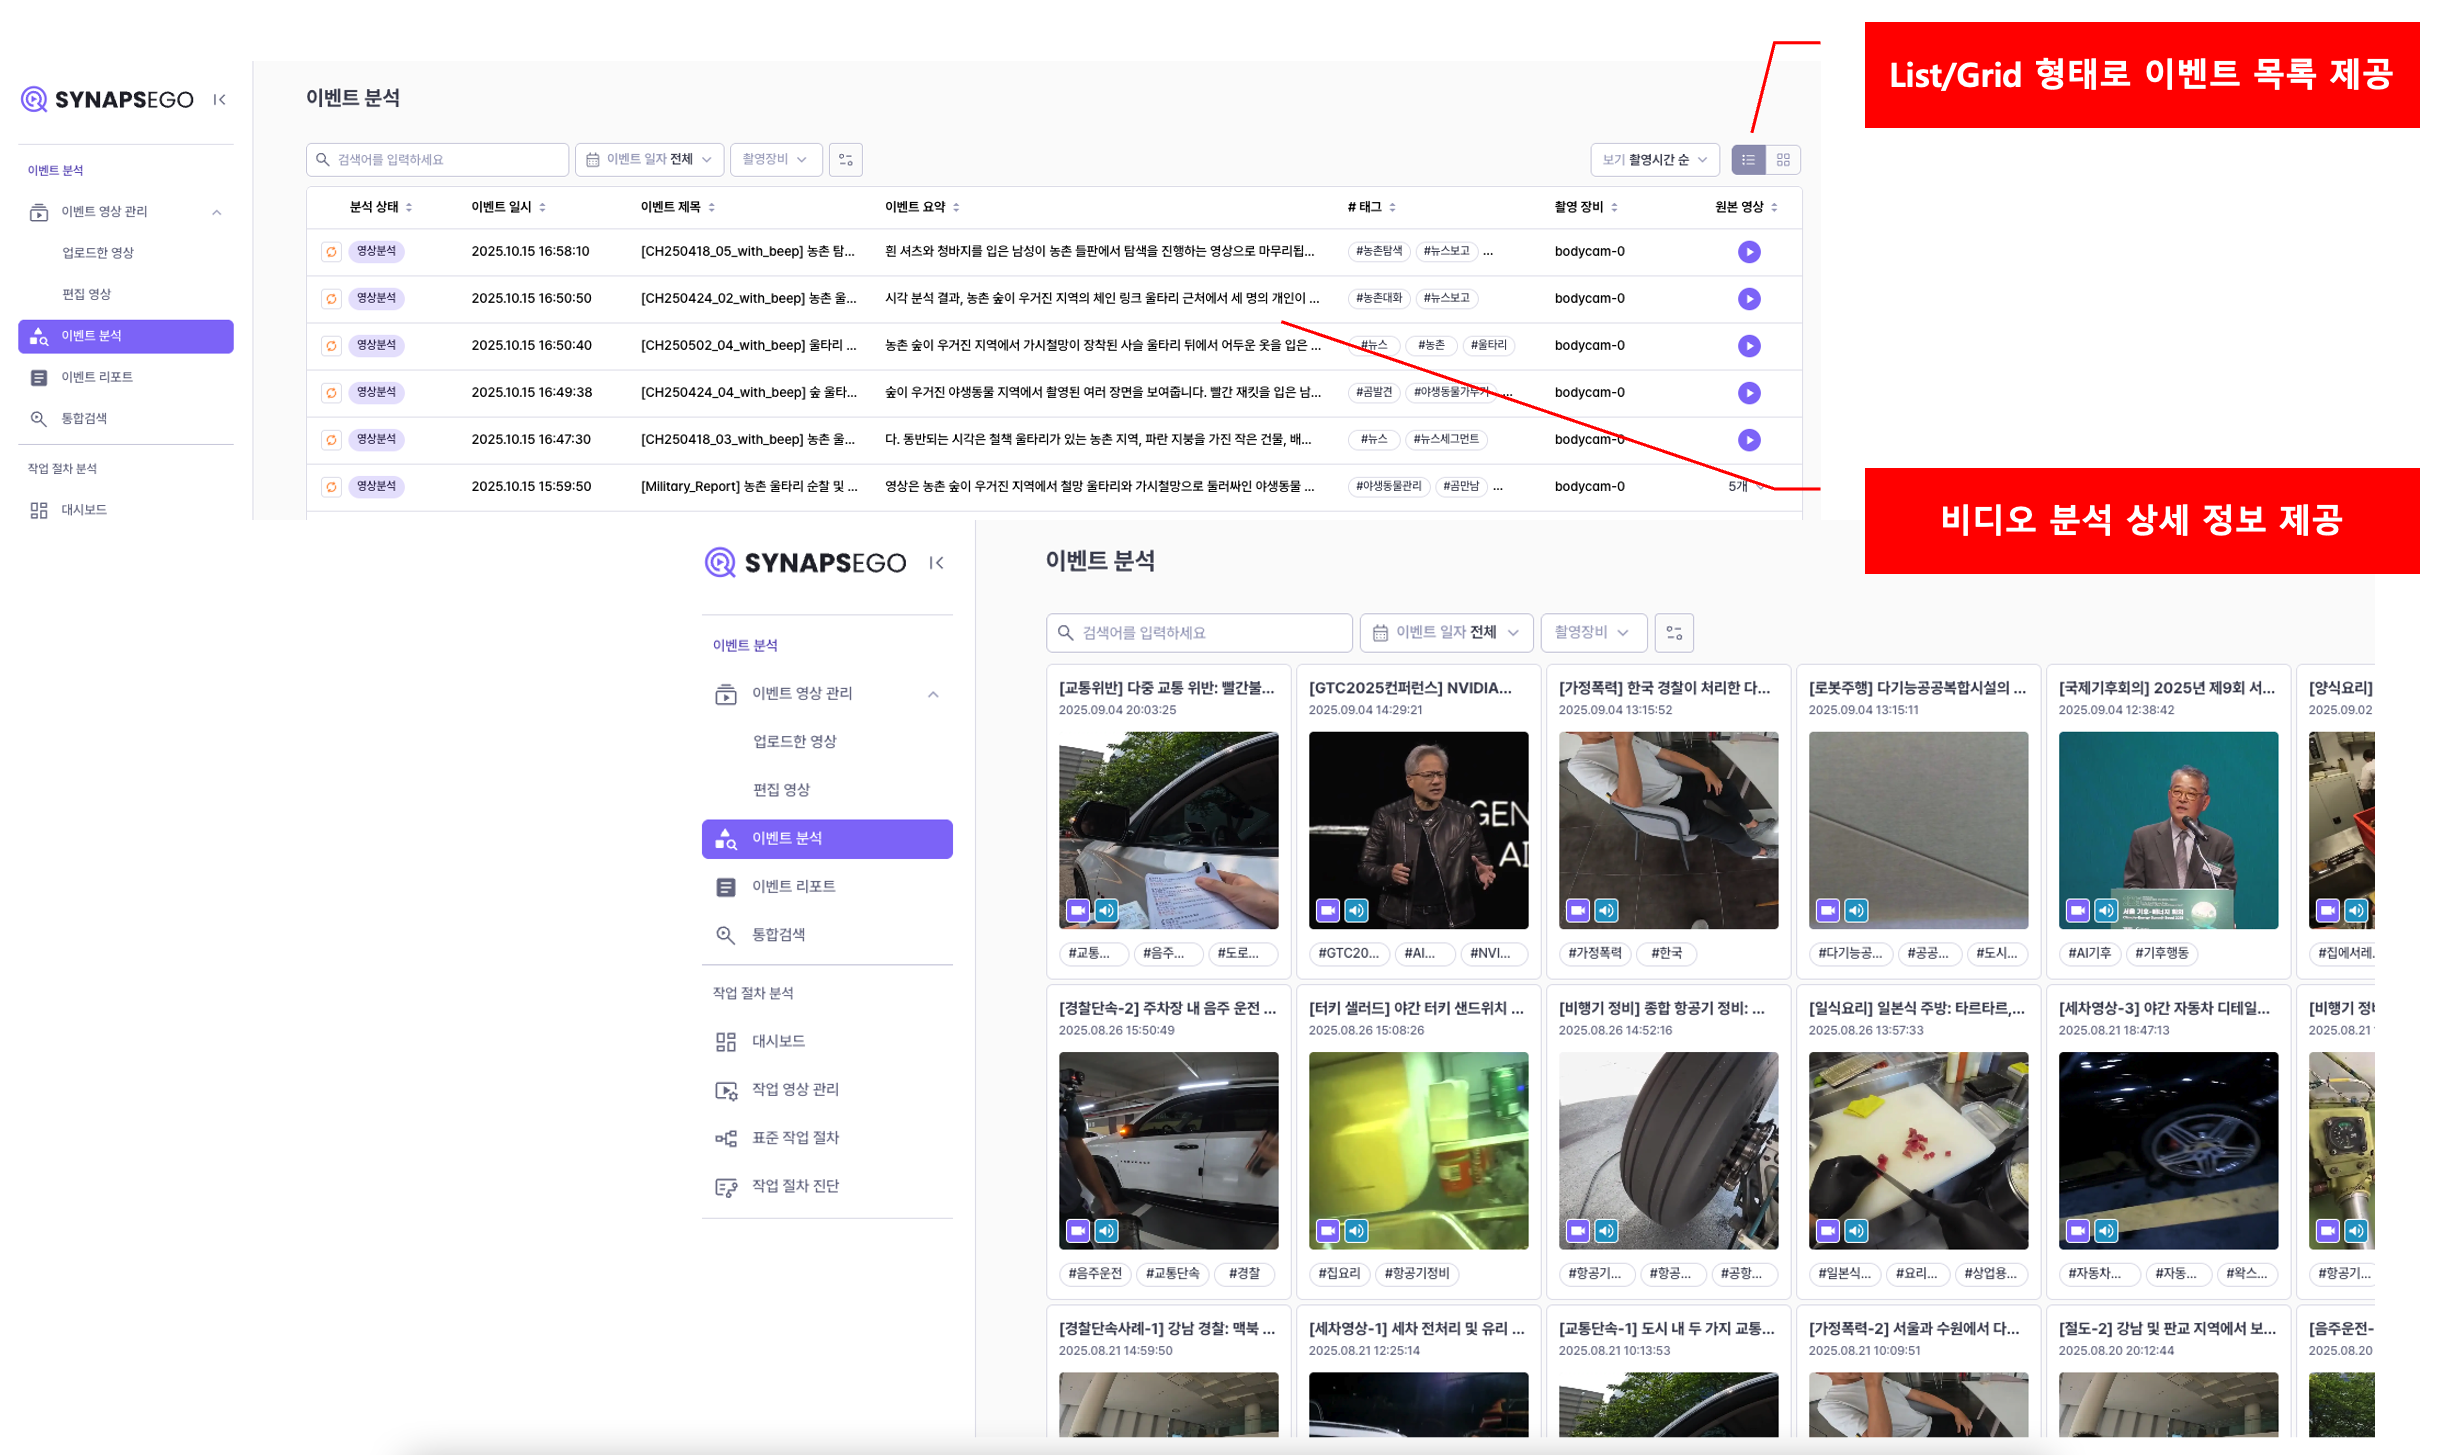 List/Grid 형태로 이벤트 목록 제공
SYNAPSEGO
이벤트 분석
이벤트 영상 관리
업로드한 영상
편집 영상
이벤트 분석
이벤트 리포트
통합검색
작업 절차 분석
대시보드
이벤트 분석
검색어를 입력하세요 이벤트 일자 전체 촬영장비 보기 촬영시간 순
분석 상태 이벤트 일시 이벤트 제목 이벤트 요약 # 태그 촬영 장비 원본 영상
영상분석 2025.10.15 16:58:10 [CH250418_05_with_beep] 농촌 탐... 흰 셔츠와 청바지를 입은 남성이 농촌 들판에서 탐색을 진행하는 영상으로 마무리됩... #농촌탐색 #뉴스보고 ... bodycam-0
영상분석 2025.10.15 16:50:50 [CH250424_02_with_beep] 농촌 울... 시각 분석 결과, 농촌 숲이 우거진 지역의 체인 링크 울타리 근처에서 세 명의 개인이 ... #농촌대화 #뉴스보고 bodycam-0
영상분석 2025.10.15 16:50:40 [CH250502_04_with_beep] 울타리 ... 농촌 숲이 우거진 지역에서 가시철망이 장착된 사슬 울타리 뒤에서 어두운 옷을 입은 ... #뉴스 #농촌 #울타리 bodycam-0
영상분석 2025.10.15 16:49:38 [CH250424_04_with_beep] 숲 울타... 숲이 우거진 야생동물 지역에서 촬영된 여러 장면을 보여줍니다. 빨간 재킷을 입은 남... #곰발견 ... bodycam-0
영상분석 2025.10.15 16:47:30 [CH250418_03_with_beep] 농촌 울... 다. 동반되는 시각은 철책 울타리가 있는 농촌 지역, 파란 지붕을 가진 작은 건물, 배... #뉴스 #뉴스세그먼트 bodycam-0
영상분석 2025.10.15 15:59:50 [Military_Report] 농촌 울타리 순찰 및 ... 영상은 농촌 숲이 우거진 지역에서 철망 울타리와 가시철망으로 둘러싸인 야생동물 ... #야생동물관리 #곰만남 ... bodycam-0 5개
비디오 분석 상세 정보 제공
SYNAPSEGO
이벤트 분석
이벤트 영상 관리
업로드한 영상
편집 영상
이벤트 분석
이벤트 리포트
통합검색
작업 절차 분석
대시보드
작업 영상 관리
표준 작업 절차
작업 절차 진단
이벤트 분석
검색어를 입력하세요 이벤트 일자 전체 촬영장비
[교통위반] 다중 교통 위반: 빨간불... [GTC2025컨퍼런스] NVIDIA... [가정폭력] 한국 경찰이 처리한 다... [로봇주행] 다기능공공복합시설의 ... [국제기후회의] 2025년 제9회 서... [양식요리]
2025.09.04 20:03:25 2025.09.04 14:29:21 2025.09.04 13:15:52 2025.09.04 13:15:11 2025.09.04 12:38:42 2025.09.02
GEN
AI
#교통... #음주... #도로... #GTC20... #AI... #NVI... #가정폭력 #한국 #다기능공... #공공... #도시... #AI기후 #기후행동 #집에서레..
[경찰단속-2] 주차장 내 음주 운전 ... [터키 샐러드] 야간 터키 샌드위치 ... [비행기 정비] 종합 항공기 정비: ... [일식요리] 일본식 주방: 타르타르,... [세차영상-3] 야간 자동차 디테일... [비행기 정비
2025.08.26 15:50:49 2025.08.26 15:08:26 2025.08.26 14:52:16 2025.08.26 13:57:33 2025.08.21 18:47:13 2025.08.21
#음주운전 #교통단속 #경찰 #집요리 #항공기정비 #항공기... #항공... #공항... #일본식... #요리... #상업용... #자동차... #자동... #왁스... #항공기...
[경찰단속사례-1] 강남 경찰: 맥북 ... [세차영상-1] 세차 전처리 및 유리 ... [교통단속-1] 도시 내 두 가지 교통... [가정폭력-2] 서울과 수원에서 다... [절도-2] 강남 및 판교 지역에서 보... [음주운전-
2025.08.21 14:59:50 2025.08.21 12:25:14 2025.08.21 10:13:53 2025.08.21 10:09:51 2025.08.20 20:12:44 2025.08.20